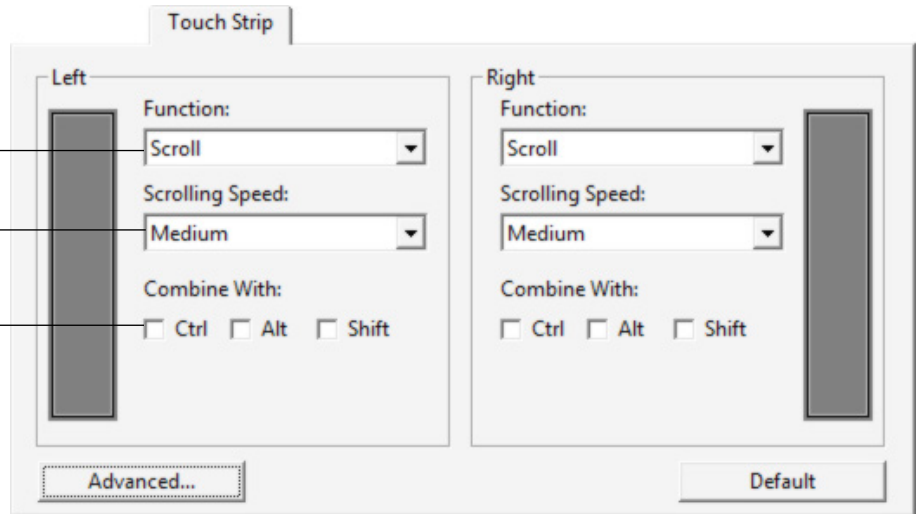 Touch Strip
Left
Function:
Scroll
Scrolling Speed:
Medium
Combine With:
Ctrl Alt Shift
Right
Function:
Scroll
Scrolling Speed:
Medium
Combine With:
Ctrl Alt Shift
Advanced...
Default